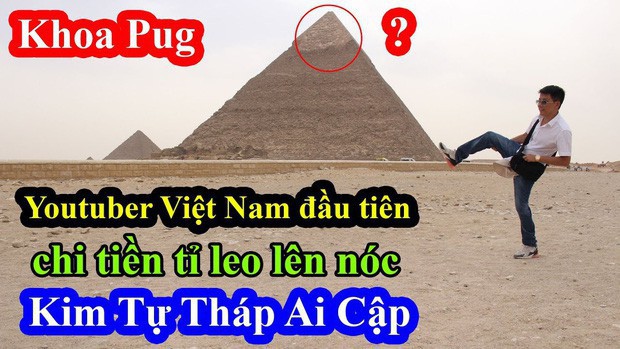 Khoa Pug
?
Youtuber Việt Nam đầu tiên
chi tiền tỉ leo lên nóc
Kim Tự Tháp Ai Cập